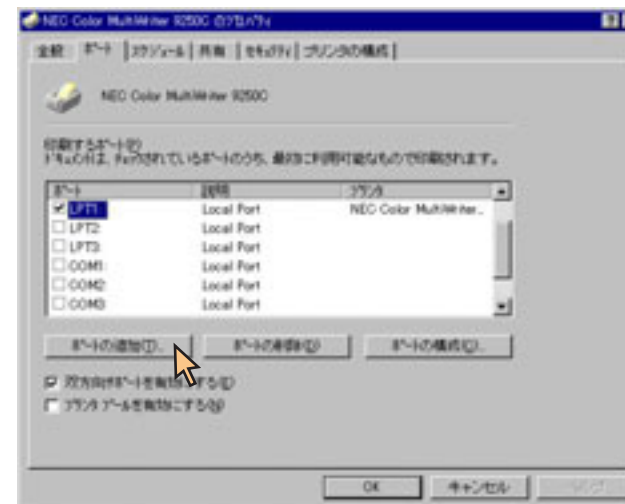 NEC Color MultiWriter 9250C のプロパティ
全般 ポート スケジュール 共有 セキュリティ プリンタの構成
NEC Color MultiWriter 9250C
印刷するポート(P)
ドキュメントは、チェックされているポートのうち、最初に利用可能なもので印刷されます。
ポート 説明 プリンタ
LPT1: Local Port NEC Color MultiWriter..
LPT2: Local Port
LPT3: Local Port
COM1: Local Port
COM2: Local Port
COM3: Local Port
ポートの追加(T)... ポートの削除(D) ポートの構成(C)...
双方向サポートを有効にする(E)
プリンタ プールを有効にする(N)
OK キャンセル